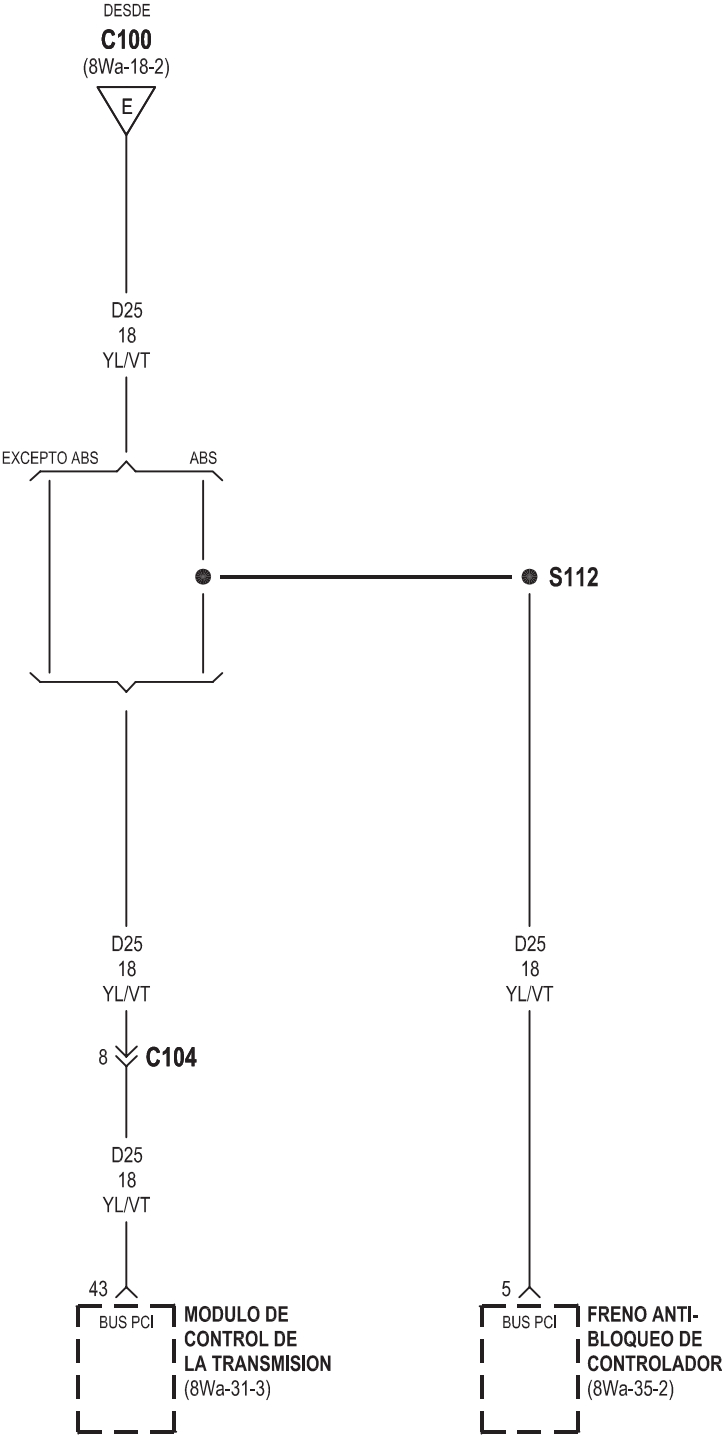 DESDE
C100
(8Wa-18-2)
E
D25
18
YL/VT
EXCEPTO ABS
ABS
S112
D25
18
YL/VT
D25
18
YL/VT
8
C104
D25
18
YL/VT
43
BUS PCI
MODULO DE
CONTROL DE
LA TRANSMISION
(8Wa-31-3)
5
BUS PCI
FRENO ANTI-
BLOQUEO DE
CONTROLADOR
(8Wa-35-2)